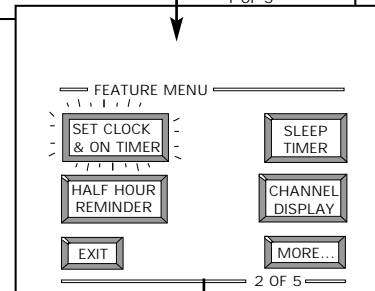 FEATURE MENU
SET CLOCK
& ON TIMER
SLEEP
TIMER
HALF HOUR
REMINDER
CHANNEL
DISPLAY
EXIT
MORE...
2 OF 5